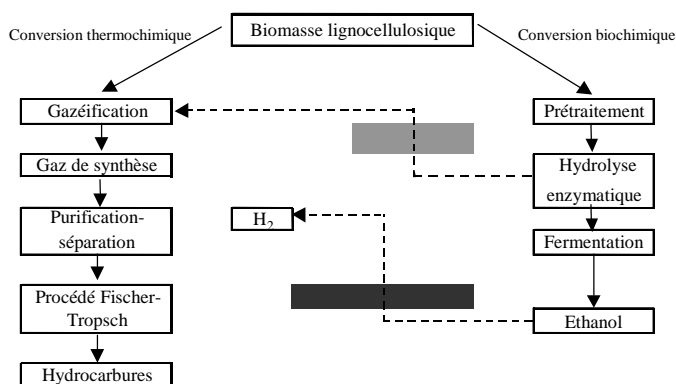 Biomasse lignocellulosique
Conversion thermochimique
Conversion biochimique
Gazéification
Prétraitement
Gaz de synthèse
Hydrolyse
enzymatique
Purification-
séparation
H₂
Fermentation
Procédé Fischer-
Tropsch
Ethanol
Hydrocarbures